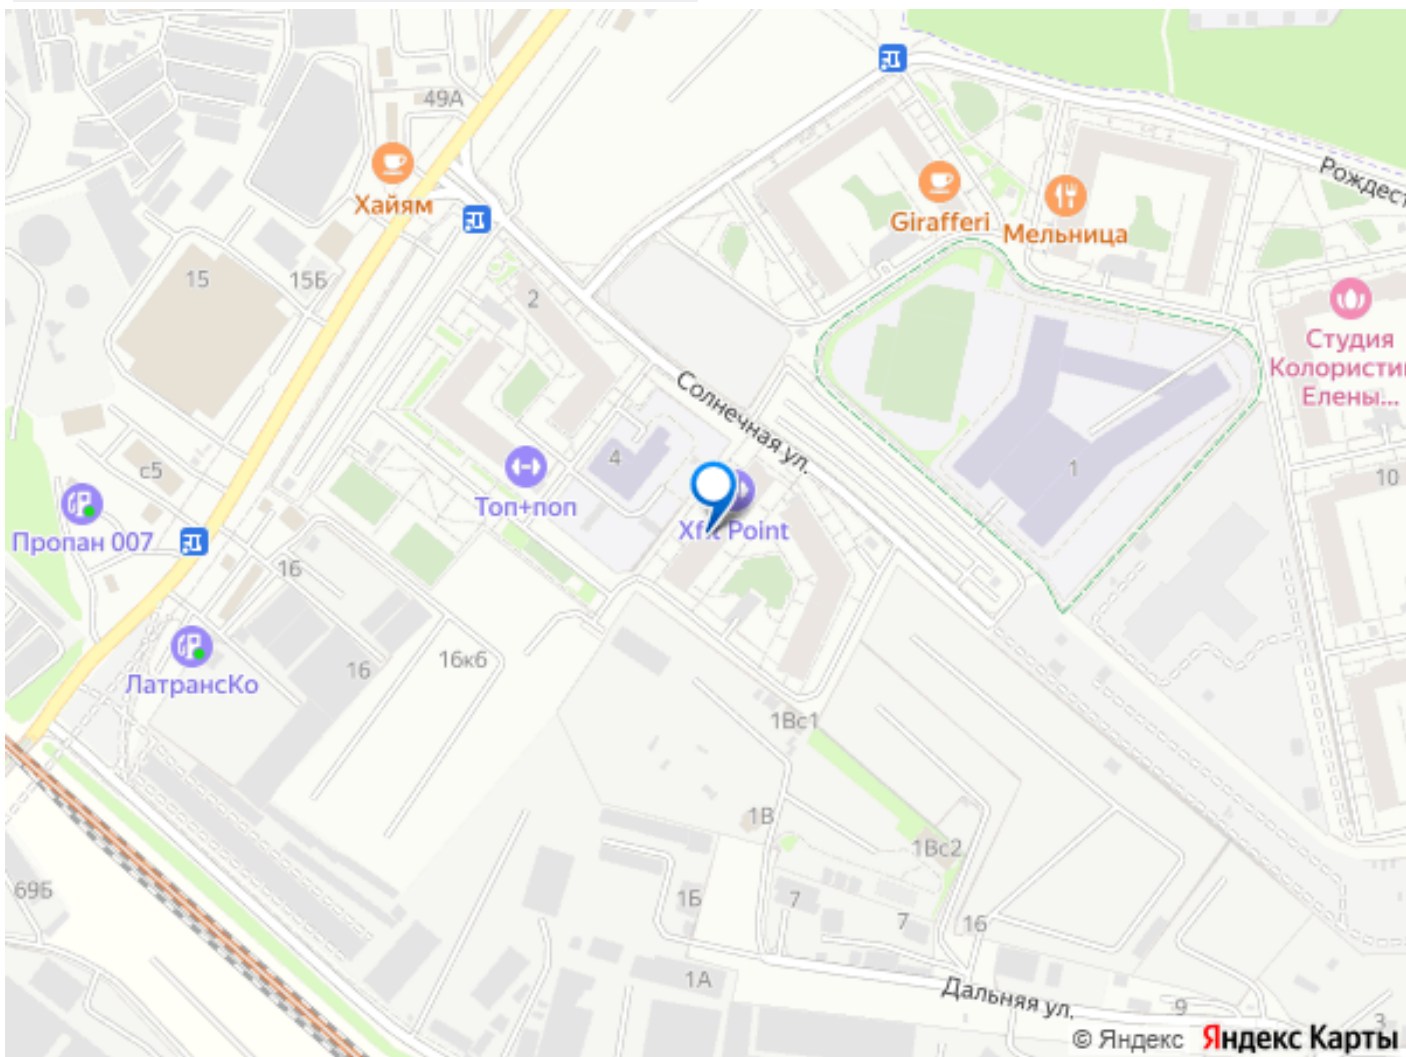 49А
Хайям
Рождест
Girafferi
Мельница
15
15Б
2
Студия
Колористик
Елены...
Солнечная ул.
4
1
10
с5
Топ+поп
Xfit Point
Пропан 007
16
ЛатрансКо
16
16к6
1Вс1
1В
1Вс2
69Б
1Б
7
7
16
1А
Дальняя ул.
9
3
© Яндекс Яндекс Карты